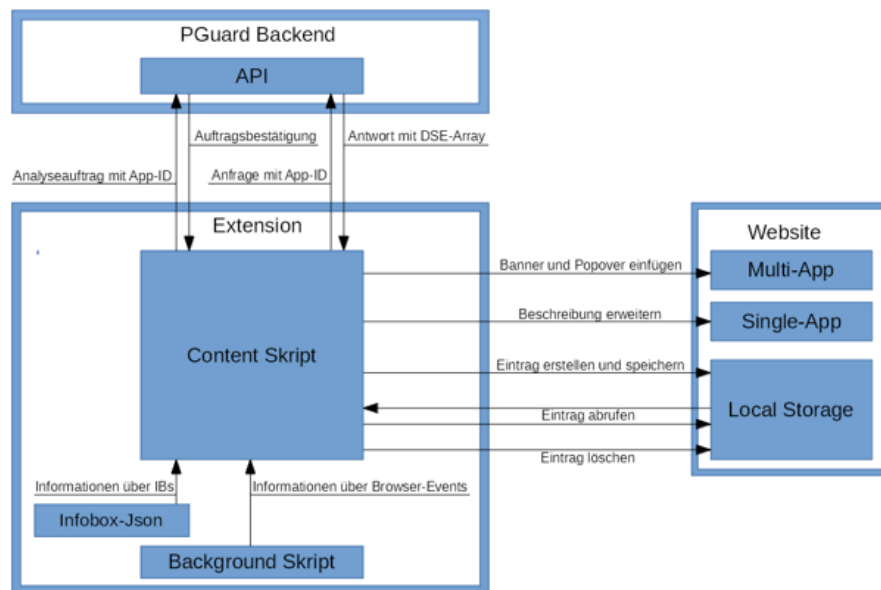 PGuard Backend
API
Auftragsbestätigung
Antwort mit DSE-Array
Analyseauftrag mit App-ID
Anfrage mit App-ID
Extension
Website
Content Skript
Banner und Popover einfügen
Multi-App
Beschreibung erweitern
Single-App
Eintrag erstellen und speichern
Local Storage
Eintrag abrufen
Eintrag löschen
Informationen über IBs
Informationen über Browser-Events
Infobox-Json
Background Skript